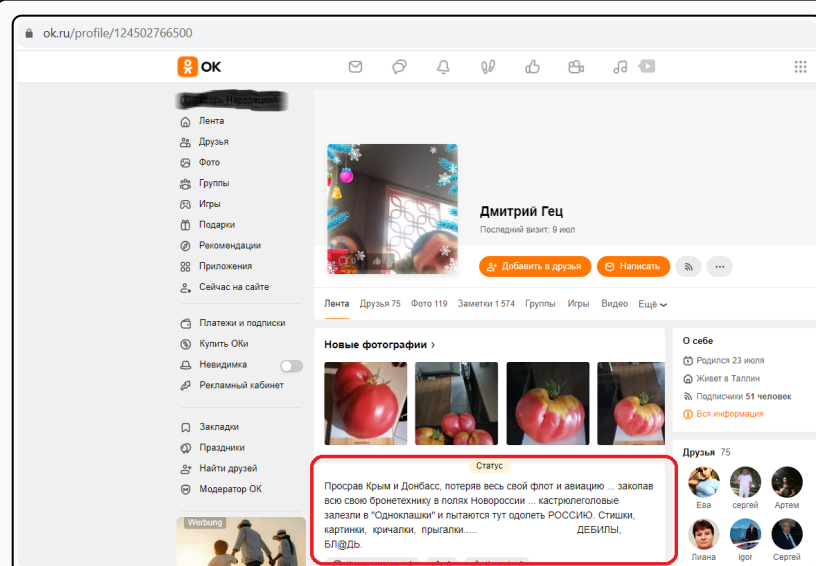 ok.ru/profile/124502766500
ОК
Лента
Друзья
Фото
Группы
Игры
Подарки
Рекомендации
Приложения
Сейчас на сайте
Платежи и подписки
Купить ОКи
Невидимка
Рекламный кабинет
Закладки
Праздники
Найти друзей
Модератор ОК
Werbung
Дмитрий Гец
Последний визит: 9 июл
Добавить в друзья
Написать
Лента Друзья 75 Фото 119 Заметки 1 574 Группы Игры Видео Ещё
Новые фотографии
Статус
Просрав Крым и Донбасс, потеряв весь свой флот и авиацию ... закопав
всю свою бронетехнику в полях Новороссии ... кастрюлеголовые
залезли в "Одноклашки" и пытаются тут одолеть РОССИЮ. Стишки,
картинки, кричалки, прыгалки..... ДЕБИЛЫ,
БЛ@ДЬ.
О себе
Родился 23 июля
Живет в Таллин
Подписчики 51 человек
Вся информация
Друзья 75
Ева сергей Артем
Лиана igor Сергей